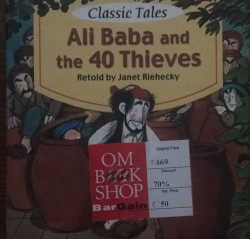 Classic Tales
Ali Baba and
the 40 Thieves
Retold by Janet Riehecky
OM
BOOK
SHOP
BarGain
Original Price
169
Discount
70%
Price
50